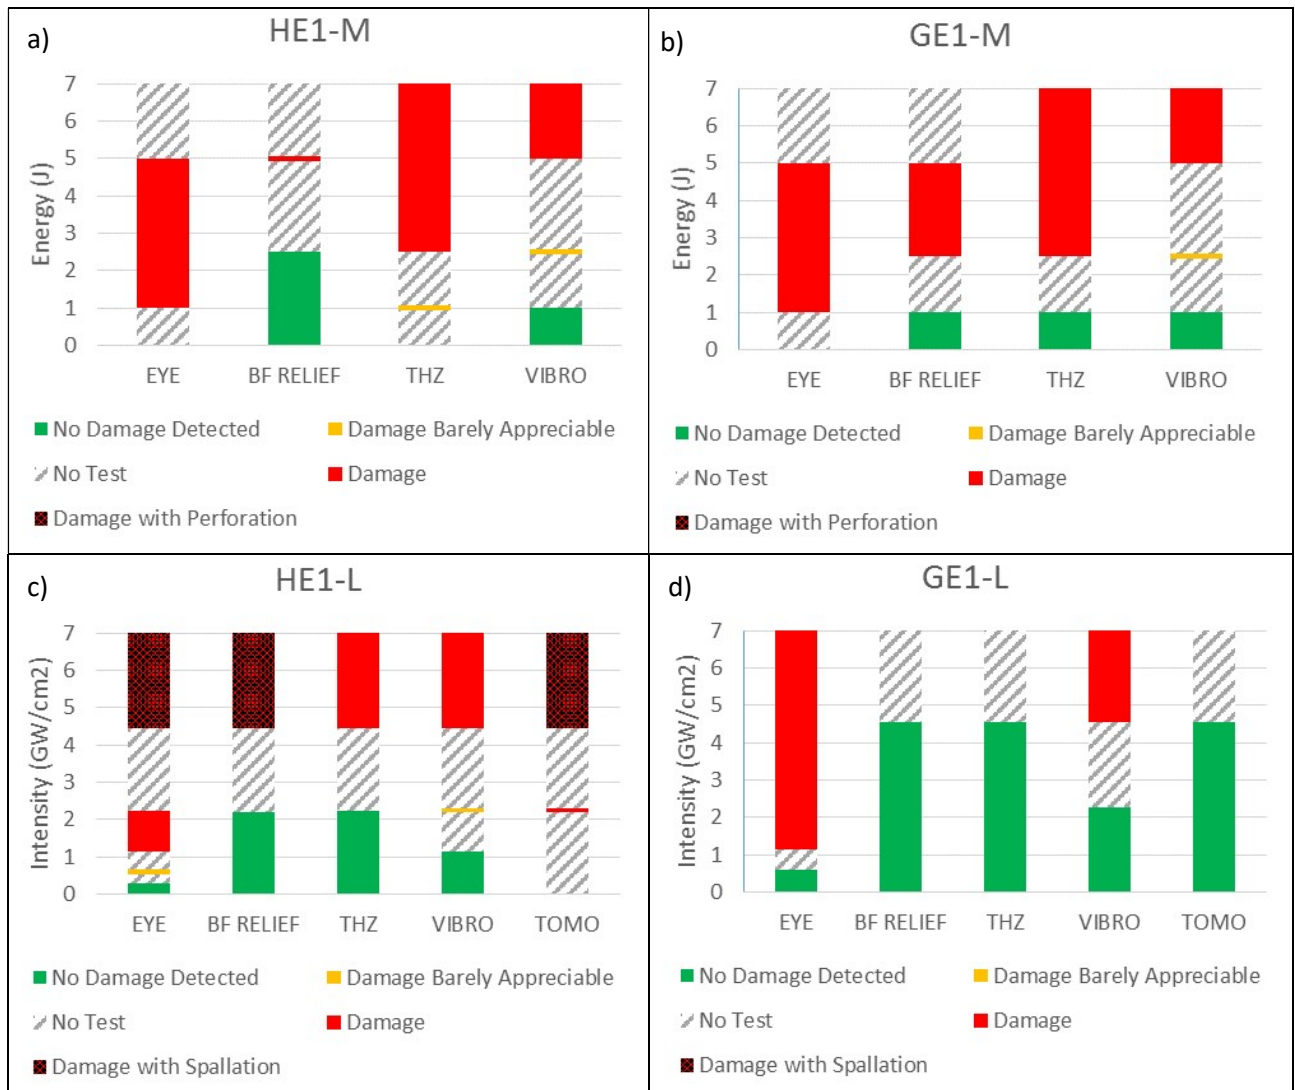 a)
HE1-M
Energy (J)
7
6
5
4
3
2
1
0
EYE BF RELIEF THZ VIBRO
No Damage Detected Damage Barely Appreciable
No Test Damage
Damage with Perforation
b)
GE1-M
Energy (J)
7
6
5
4
3
2
1
0
EYE BF RELIEF THZ VIBRO
No Damage Detected Damage Barely Appreciable
No Test Damage
Damage with Perforation
c)
HE1-L
Intensity (GW/cm2)
7
6
5
4
3
2
1
0
EYE BF RELIEF THZ VIBRO TOMO
No Damage Detected Damage Barely Appreciable
No Test Damage
Damage with Spallation
d)
GE1-L
Intensity (GW/cm2)
7
6
5
4
3
2
1
0
EYE BF RELIEF THZ VIBRO TOMO
No Damage Detected Damage Barely Appreciable
No Test Damage
Damage with Spallation